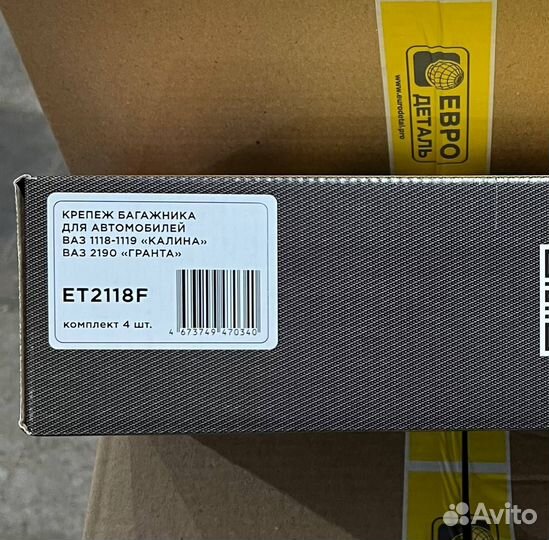 www.eurodetal.pro
ЕВРО
ДЕТАЛЬ
КРЕПЕЖ БАГАЖНИКА
ДЛЯ АВТОМОБИЛЕЙ
ВАЗ 1118-1119 «КАЛИНА»
ВАЗ 2190 «ГРАНТА»
ET2118F
комплект 4 шт.
4 673749 470340
Avito